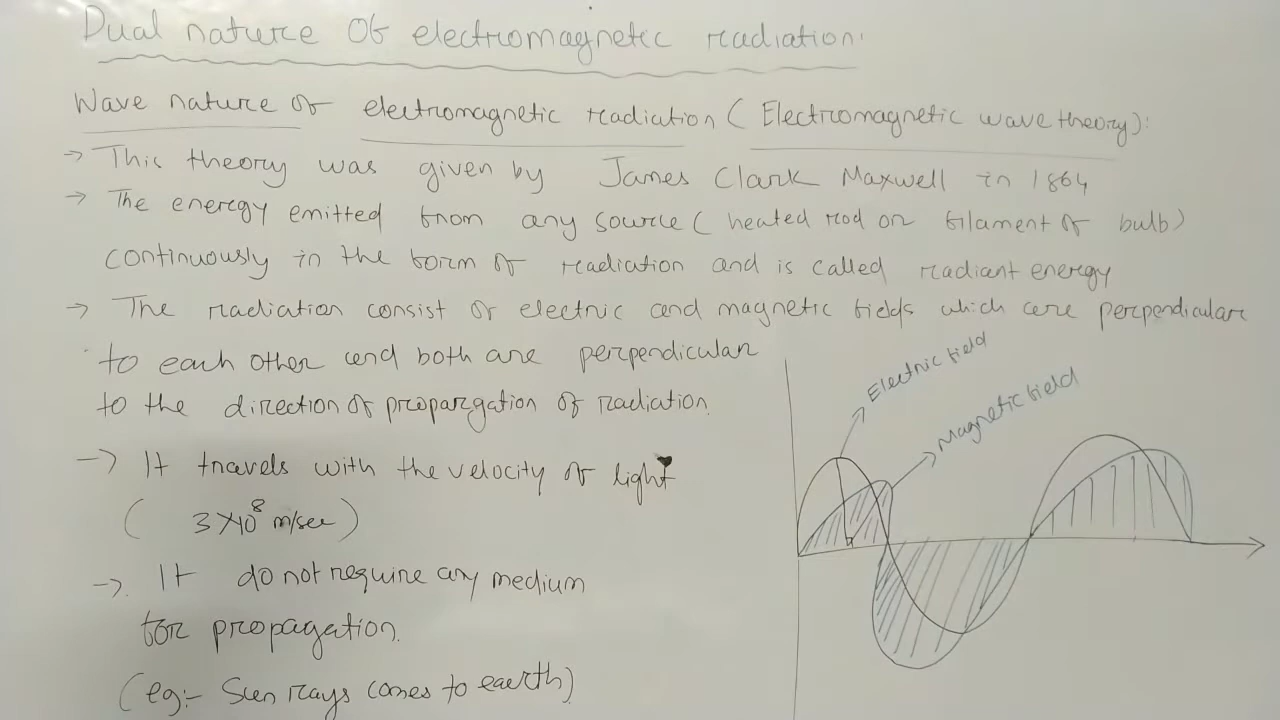 Dual nature Of electromagnetic radiation.
Wave nature of electromagnetic radiation (Electromagnetic wave theory):
→ This theory was given by James Clark Maxwell in 1864
→ The energy emitted from any source (heated rod or filament of bulb)
continuously in the form of radiation and is called radiant energy
→ The radiation consist of electric and magnetic fields which are perpendicular
to each other and both are perpendicular
to the direction of propargation of radiation.
→ It travels with the velocity of light
(3×10⁸ m/sec)
→ It do not require any medium
for propagation.
(eg:- Sun rays comes to earth)
Electric field
Magnetic field